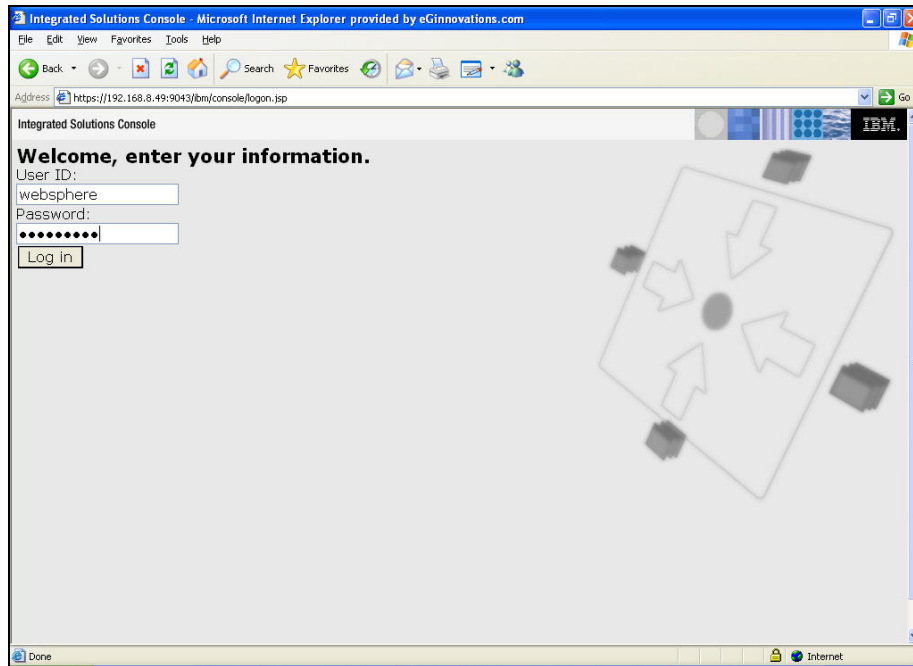 Integrated Solutions Console - Microsoft Internet Explorer provided by eGinnovations.com
File Edit View Favorites Tools Help
Back Search Favorites
Address https://192.168.8.49:9043/ibm/console/logon.jsp Go
Integrated Solutions Console IBM.
Welcome, enter your information.
User ID:
websphere
Password:
•••••••••
Log in
Done Internet